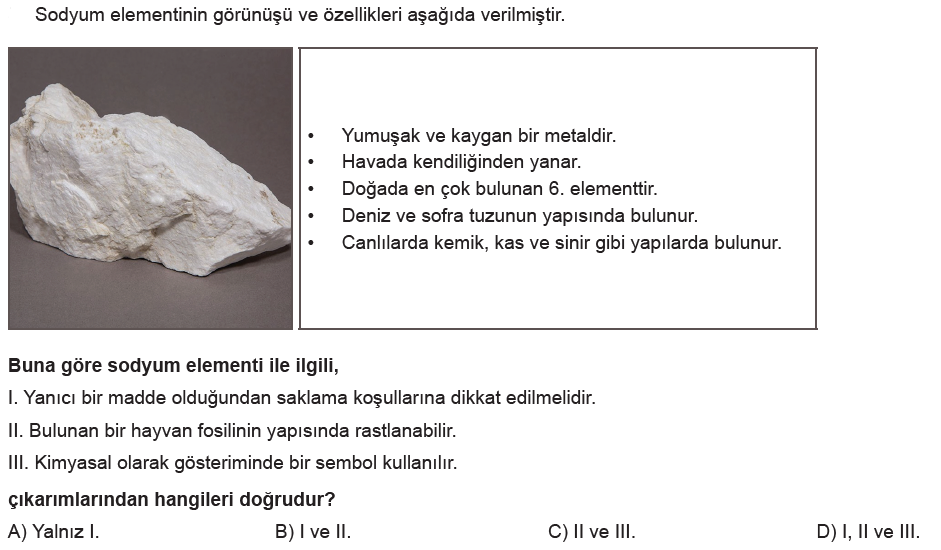 Sodyum elementinin görünüşü ve özellikleri aşağıda verilmiştir.
• Yumuşak ve kaygan bir metaldir.
• Havada kendiliğinden yanar.
• Doğada en çok bulunan 6. elementtir.
• Deniz ve sofra tuzunun yapısında bulunur.
• Canlılarda kemik, kas ve sinir gibi yapılarda bulunur.
Buna göre sodyum elementi ile ilgili,
I. Yanıcı bir madde olduğundan saklama koşullarına dikkat edilmelidir.
II. Bulunan bir hayvan fosilinin yapısında rastlanabilir.
III. Kimyasal olarak gösteriminde bir sembol kullanılır.
çıkarımlarından hangileri doğrudur?
A) Yalnız I. B) I ve II. C) II ve III. D) I, II ve III.